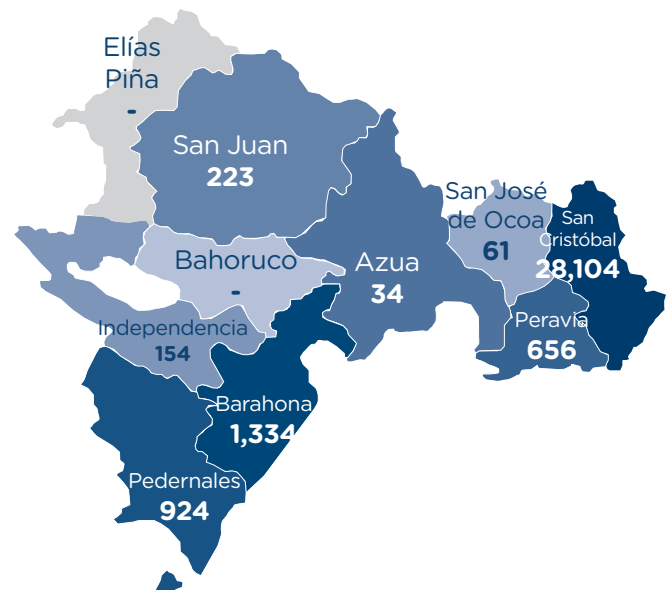 Elías
Piña
-
San Juan
223
San José
de Ocoa
61
San
Cristóbal
28,104
Bahoruco
-
Azua
34
Independencia
154
Peravia
656
Barahona
1,334
Pedernales
924